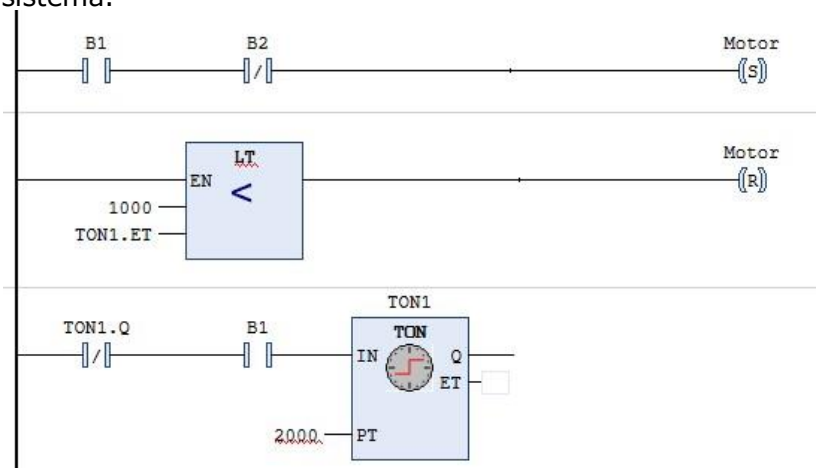 sistema:
B1 B2 Motor
/ (S)
LT Motor
EN < (R)
1000
TON1.ET
TON1
TON1.Q B1 TON
/ IN Q
ET
2000 PT